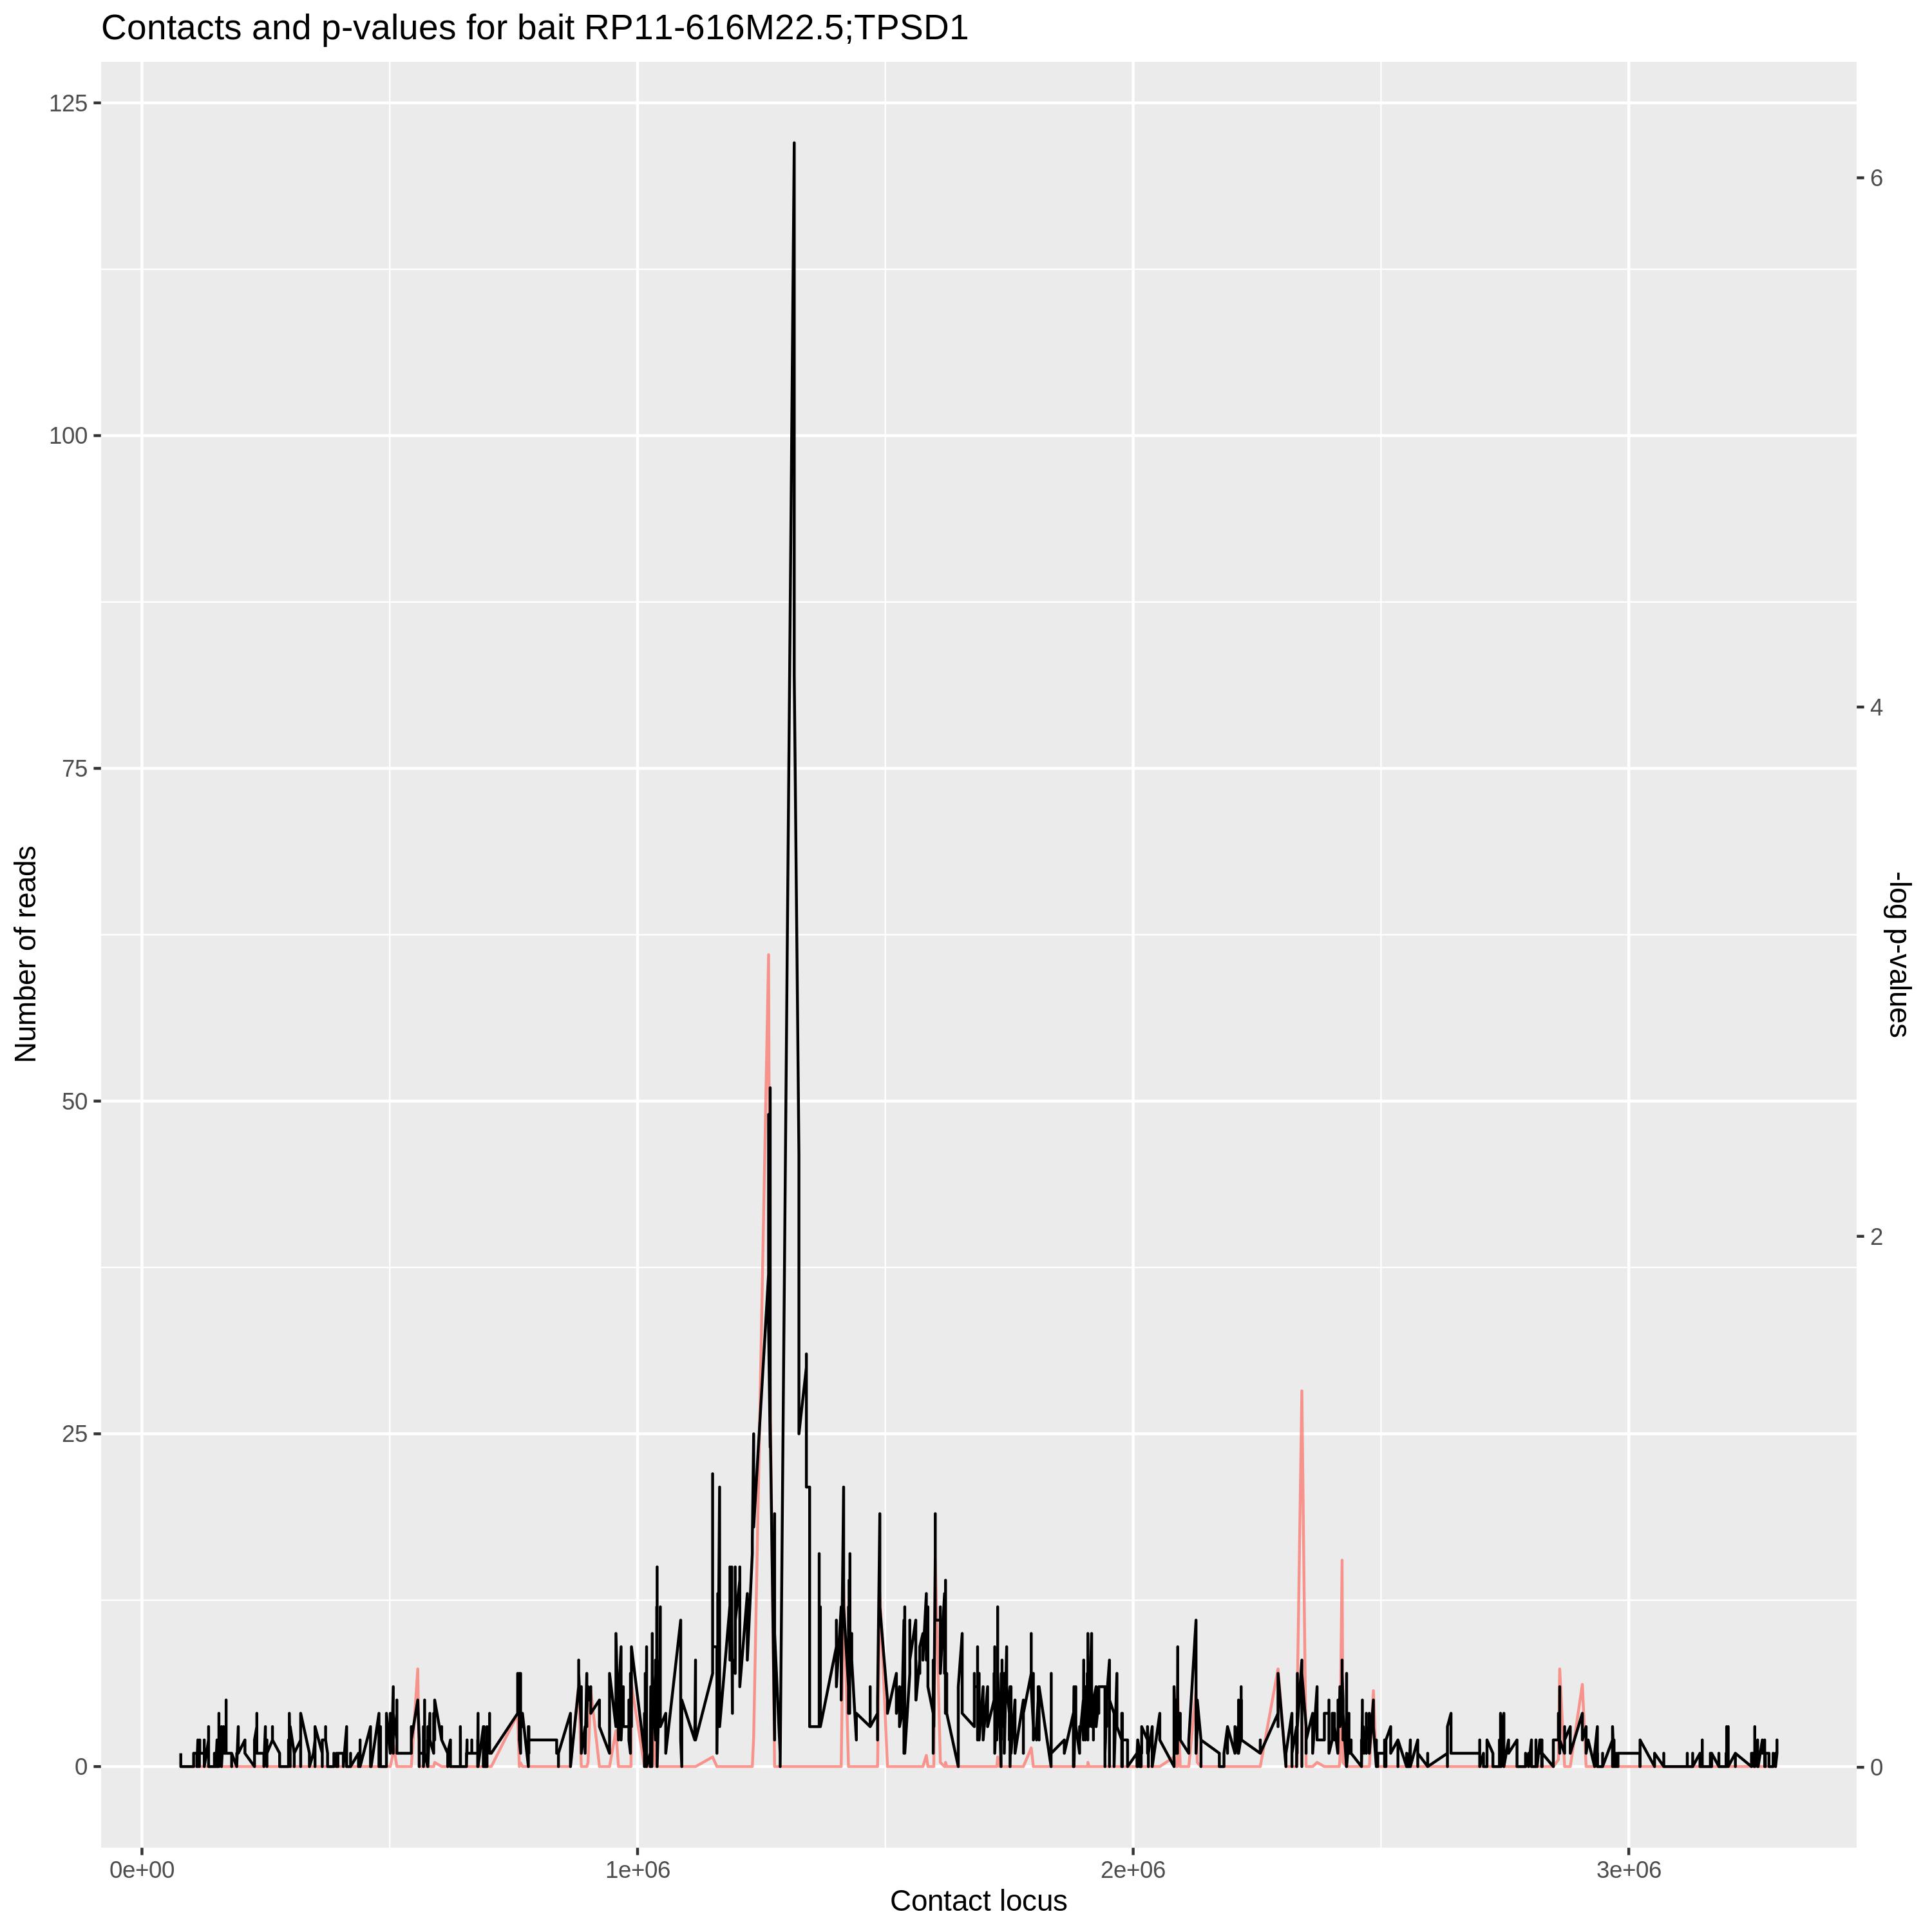 Contacts and p-values for bait RP11-616M22.5;TPSD1
125
100
75
50
25
0
Number of reads
6
4
2
0
-log p-values
0e+00
1e+06
2e+06
3e+06
Contact locus